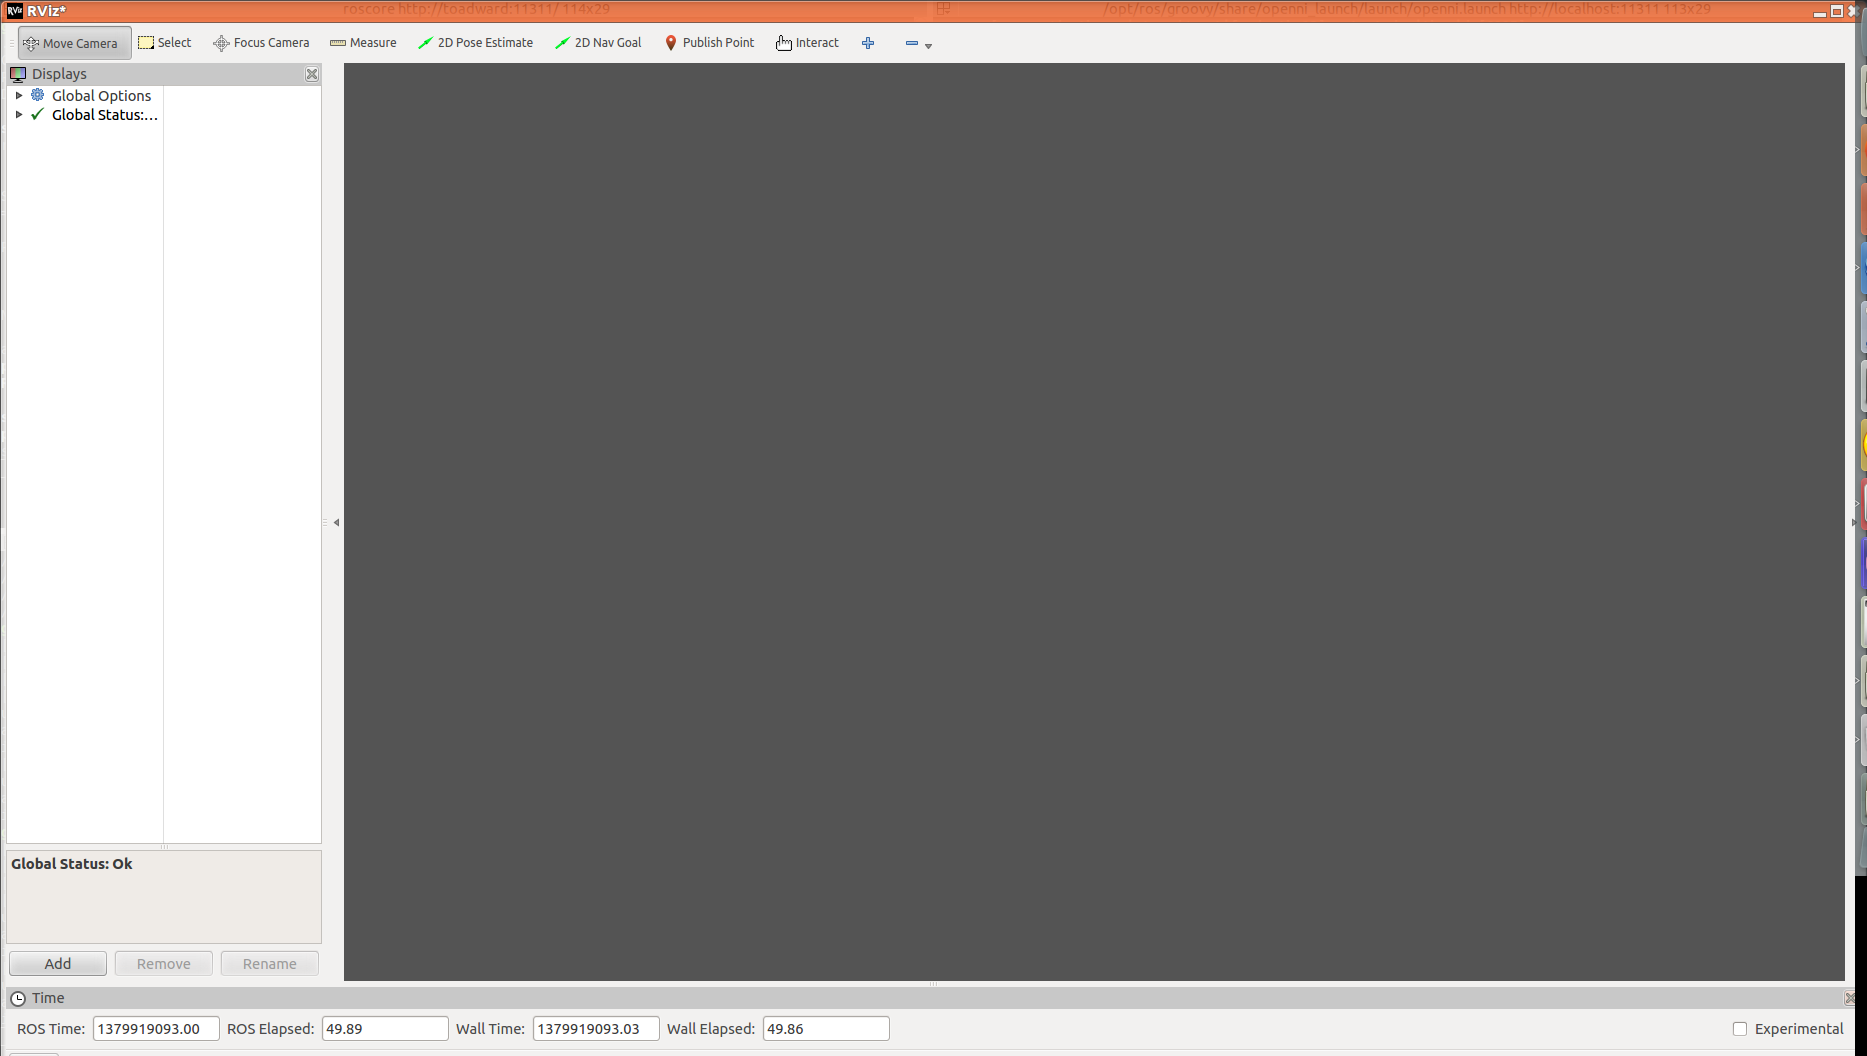 roscore http://toadward:11311/ 114x29
/opt/ros/groovy/share/openni_launch/launch/openni.launch http://localhost:11311 113x29
RViz RViz*
Move Camera Select Focus Camera Measure 2D Pose Estimate 2D Nav Goal Publish Point Interact
Displays
Global Options
Global Status:...
Global Status: Ok
Add Remove Rename
Time
ROS Time: 1379919093.00 ROS Elapsed: 49.89 Wall Time: 1379919093.03 Wall Elapsed: 49.86 Experimental